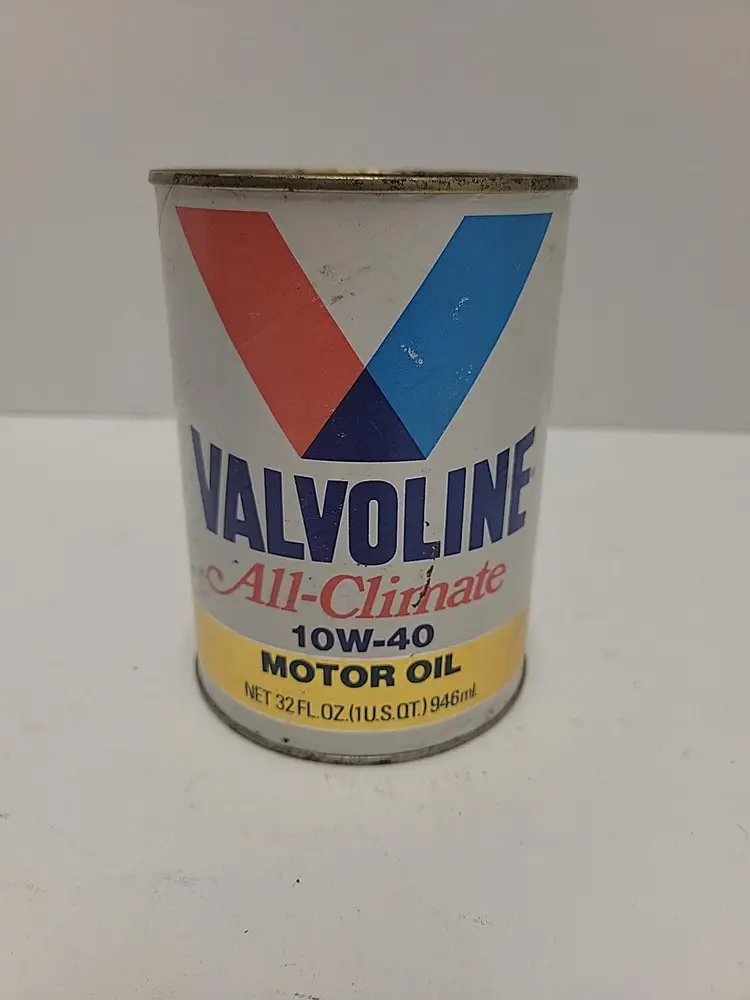 VALVOLINE
All-Climate
10W-40
MOTOR OIL
NET 32 FL. OZ. (1 U.S. QT.) 946 ml.